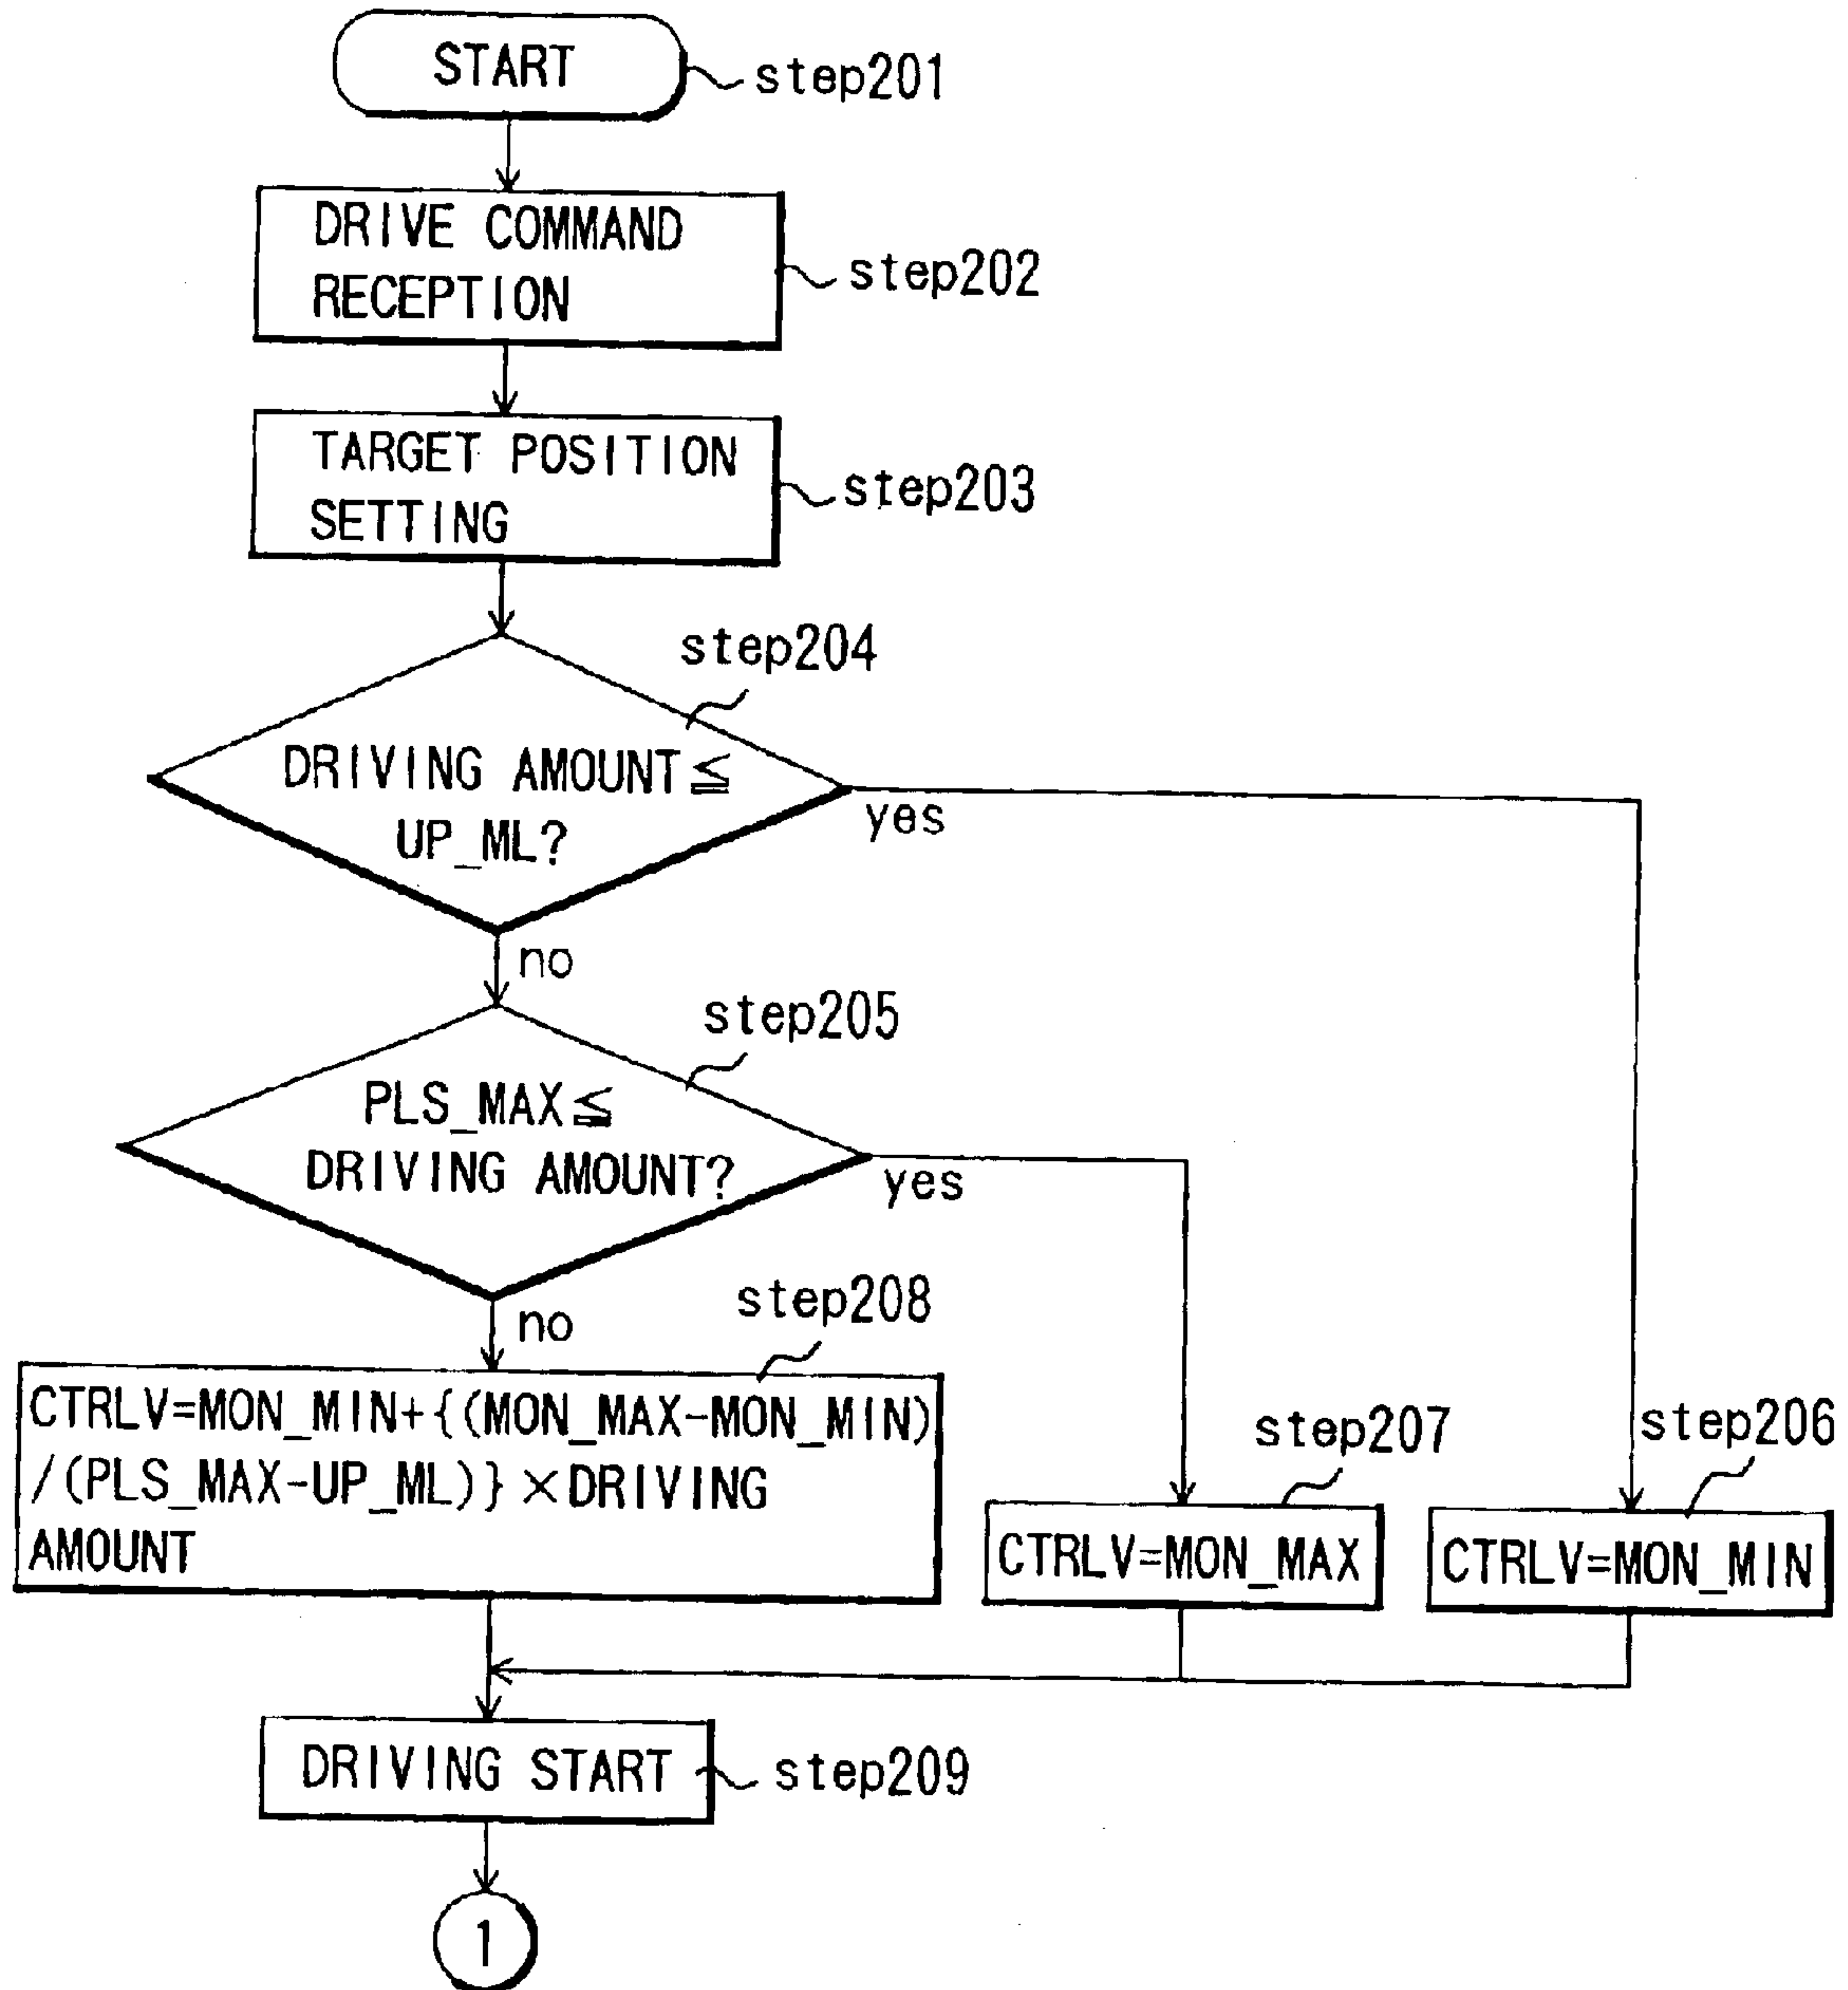 START
step201
DRIVE COMMAND
RECEPTION
step202
TARGET POSITION
SETTING
step203
step204
DRIVING AMOUNT≦
UP_ML?
yes
no
step205
PLS_MAX≦
DRIVING AMOUNT?
yes
no
step208
CTRLV=MON_MIN+{(MON_MAX-MON_MIN)
/(PLS_MAX-UP_ML)}×DRIVING
AMOUNT
step207
CTRLV=MON_MAX
step206
CTRLV=MON_MIN
DRIVING START
step209
1